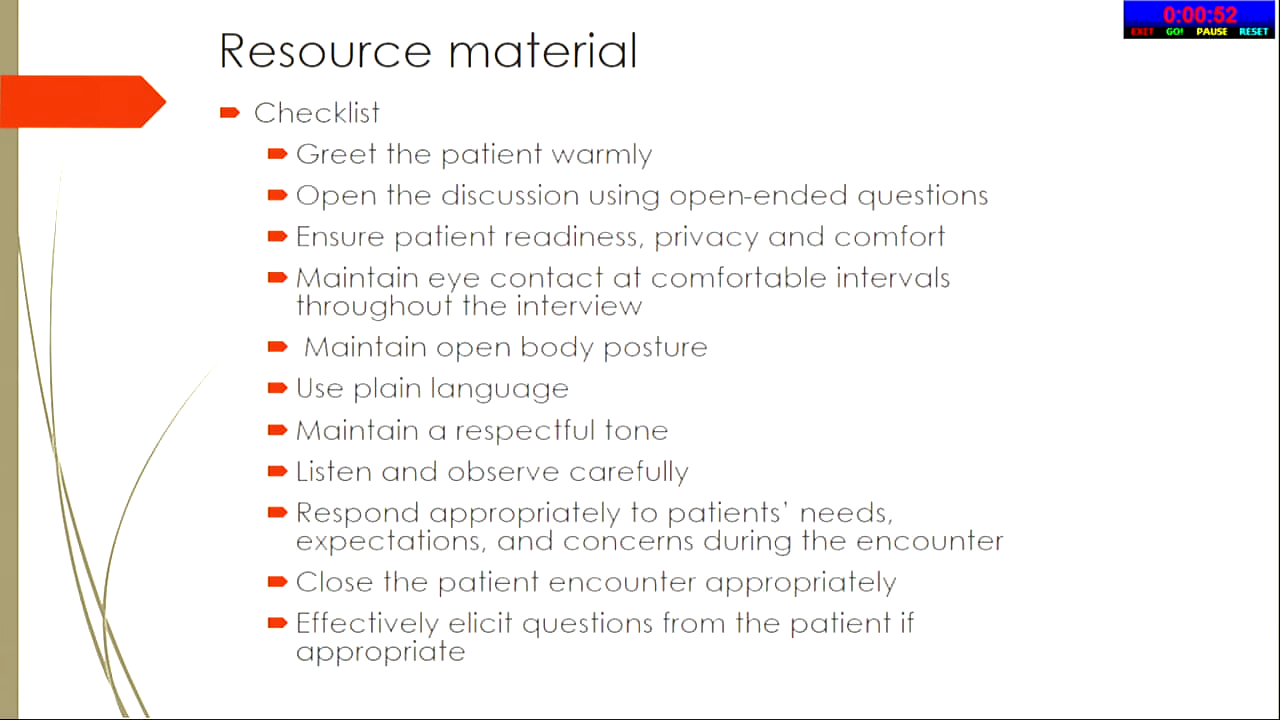 Resource material
0:00:52
EXIT GO! PAUSE RESET
Checklist
Greet the patient warmly
Open the discussion using open-ended questions
Ensure patient readiness, privacy and comfort
Maintain eye contact at comfortable intervals
throughout the interview
Maintain open body posture
Use plain language
Maintain a respectful tone
Listen and observe carefully
Respond appropriately to patients’ needs,
expectations, and concerns during the encounter
Close the patient encounter appropriately
Effectively elicit questions from the patient if
appropriate